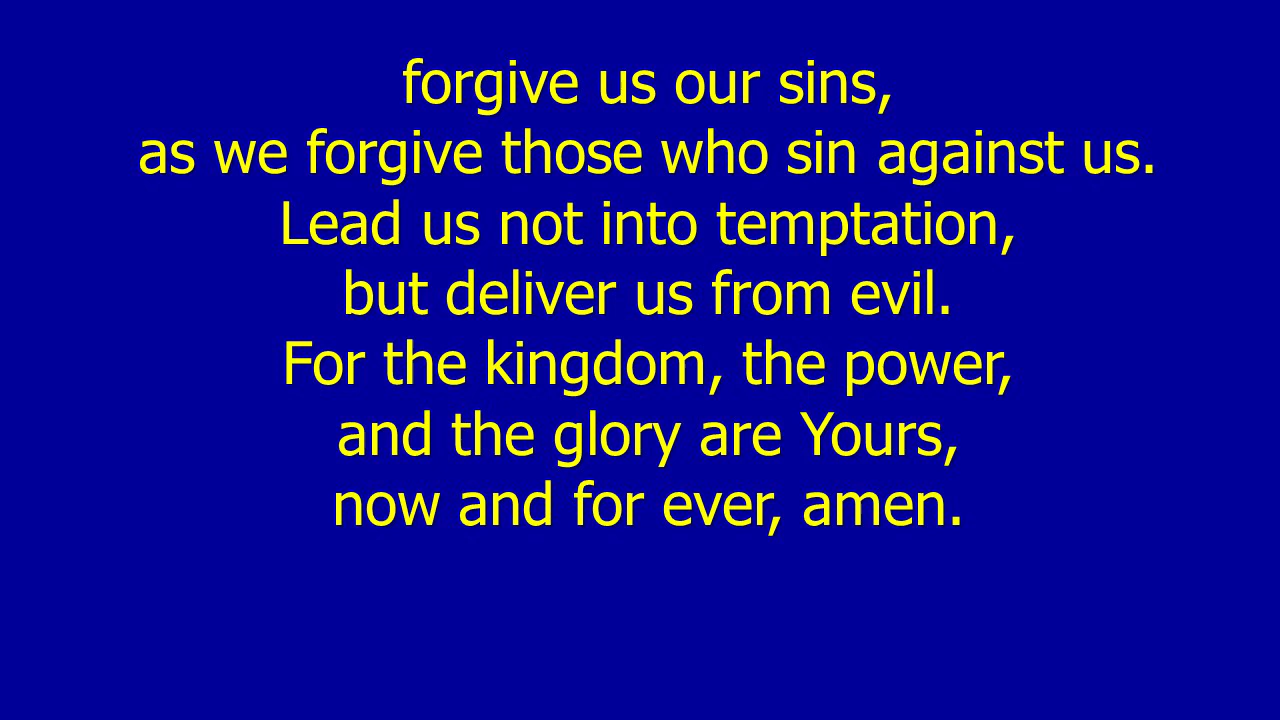 forgive us our sins,
as we forgive those who sin against us.
Lead us not into temptation,
but deliver us from evil.
For the kingdom, the power,
and the glory are Yours,
now and for ever, amen.